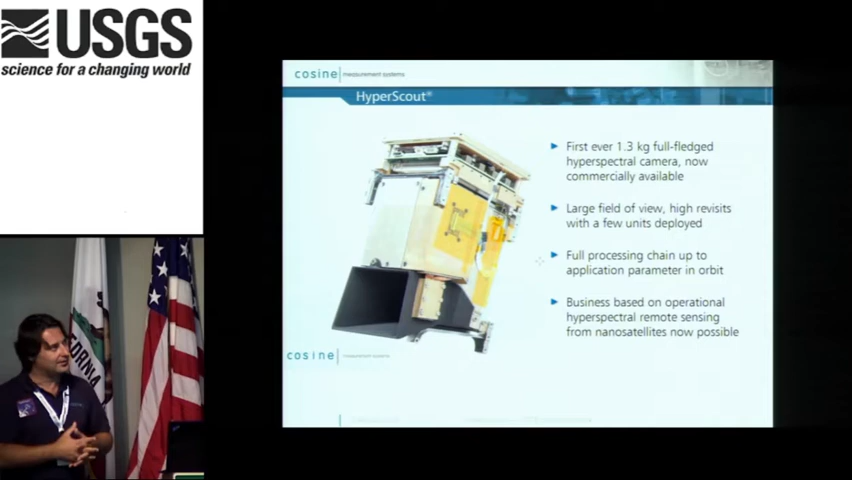 USGS
science for a changing world
cosine measurement systems
HyperScout®
First ever 1.3 kg full-fledged
hyperspectral camera, now
commercially available
Large field of view, high revisits
with a few units deployed
Full processing chain up to
application parameter in orbit
Business based on operational
hyperspectral remote sensing
from nanosatellites now possible
cosine measurement systems
CALIFORNIA